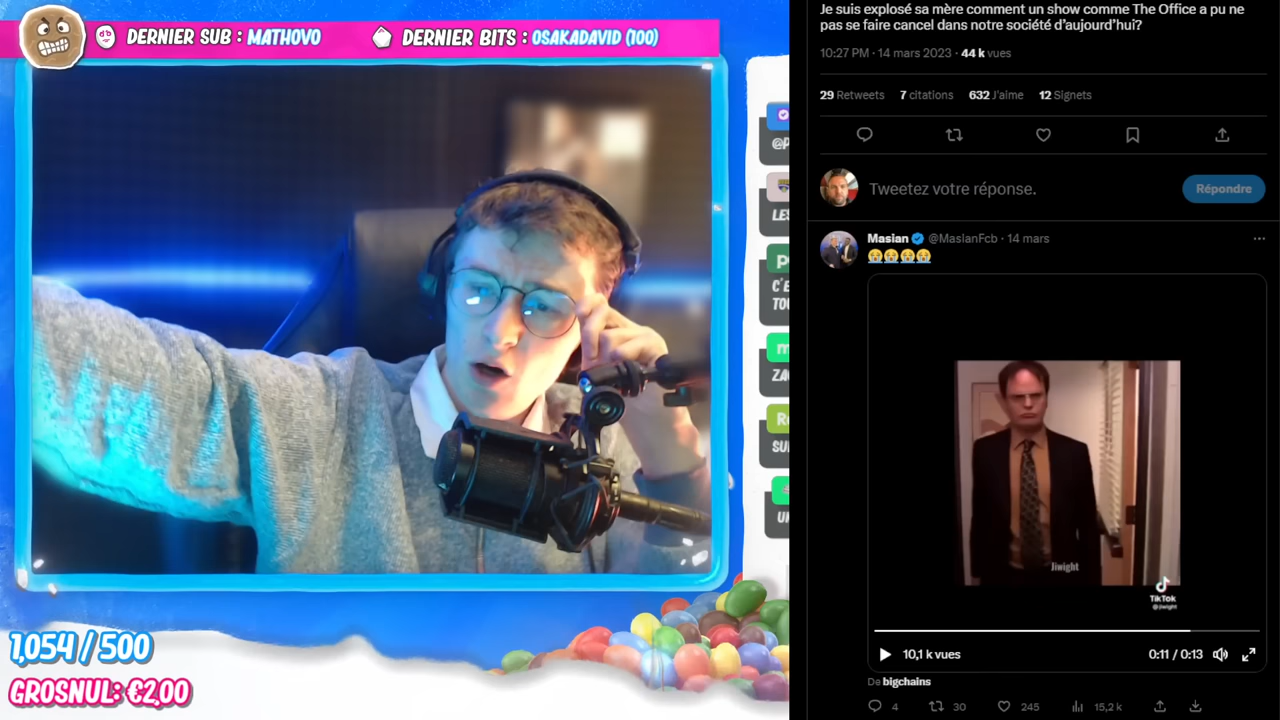 DERNIER SUB : MATHOVO
DERNIER BITS : OSAKADAVID (100)
1,054 / 500
GROSNUL: €2,00
Je suis explosé sa mère comment un show comme The Office a pu ne
pas se faire cancel dans notre société d'aujourd'hui?
10:27 PM · 14 mars 2023 · 44 k vues
29 Retweets 7 citations 632 J'aime 12 Signets
Tweetez votre réponse.
Répondre
Masian @MasIanFcb · 14 mars
😭😭😭😭
Jiwight
TikTok
@jiwight
10,1 k vues
0:11 / 0:13
De bigchains
4 30 245 15,2 k